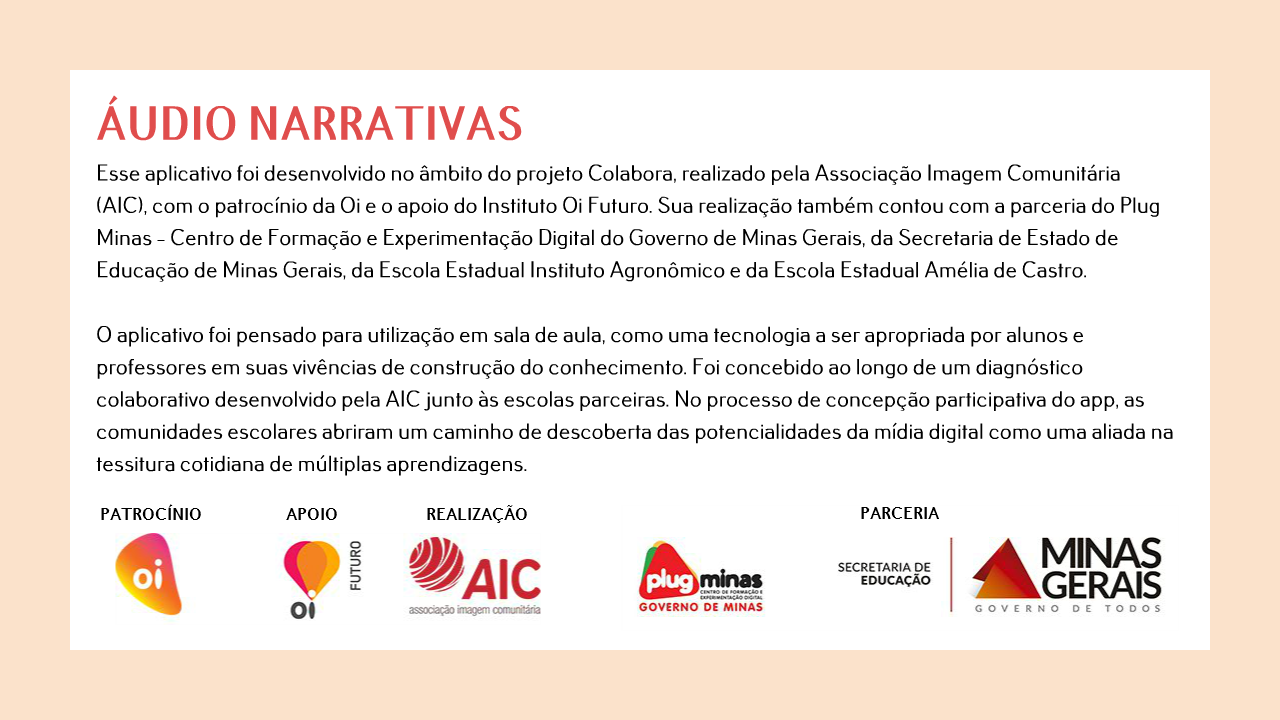 ÁUDIO NARRATIVAS
Esse aplicativo foi desenvolvido no âmbito do projeto Colabora, realizado pela Associação Imagem Comunitária
(AIC), com o patrocínio da Oi e o apoio do Instituto Oi Futuro. Sua realização também contou com a parceria do Plug
Minas - Centro de Formação e Experimentação Digital do Governo de Minas Gerais, da Secretaria de Estado de
Educação de Minas Gerais, da Escola Estadual Instituto Agronômico e da Escola Estadual Amélia de Castro.
O aplicativo foi pensado para utilização em sala de aula, como uma tecnologia a ser apropriada por alunos e
professores em suas vivências de construção do conhecimento. Foi concebido ao longo de um diagnóstico
colaborativo desenvolvido pela AIC junto às escolas parceiras. No processo de concepção participativa do app, as
comunidades escolares abriram um caminho de descoberta das potencialidades da mídia digital como uma aliada na
tessitura cotidiana de múltiplas aprendizagens.
PATROCÍNIO
oi
APOIO
oi
FUTURO
REALIZAÇÃO
AIC
associação imagem comunitária
plug minas
CENTRO DE FORMAÇÃO E
EXPERIMENTAÇÃO DIGITAL
GOVERNO DE MINAS
PARCERIA
SECRETARIA DE
EDUCAÇÃO
MINAS
GERAIS
GOVERNO DE TODOS